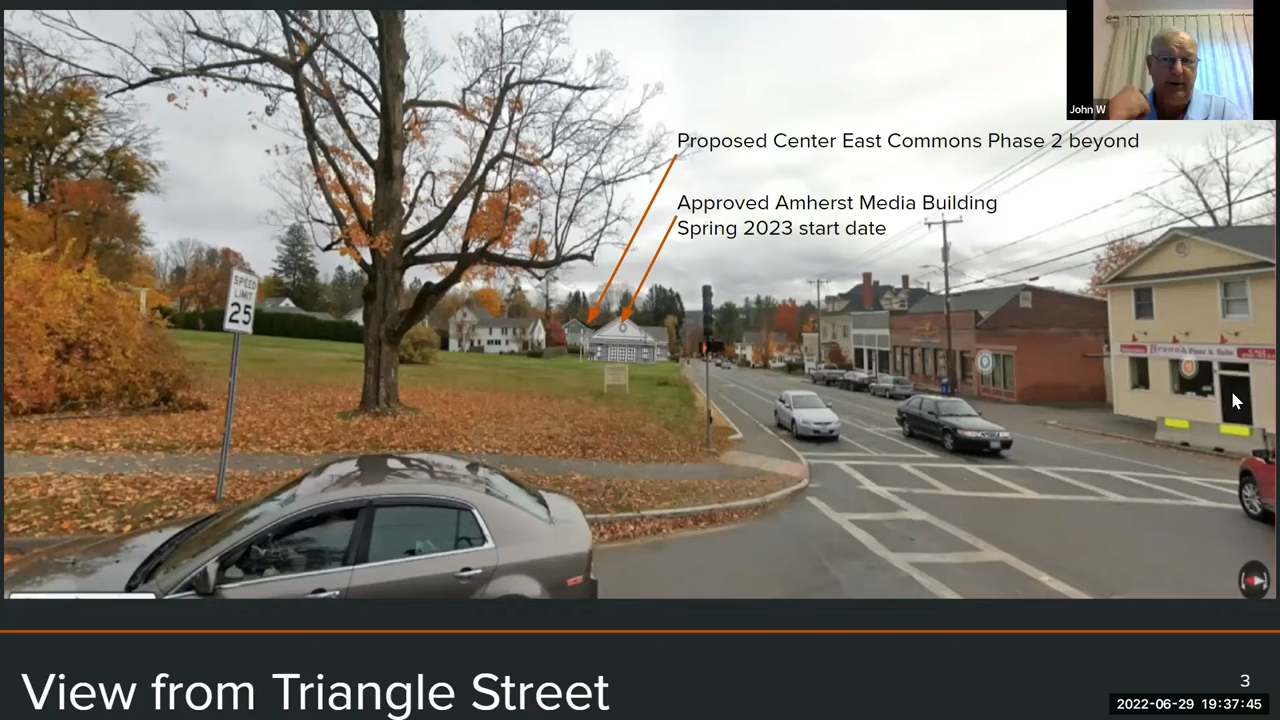 John W
Proposed Center East Commons Phase 2 beyond
Approved Amherst Media Building
Spring 2023 start date
SPEED
LIMIT
25
View from Triangle Street
3
2022-06-29 19:37:45